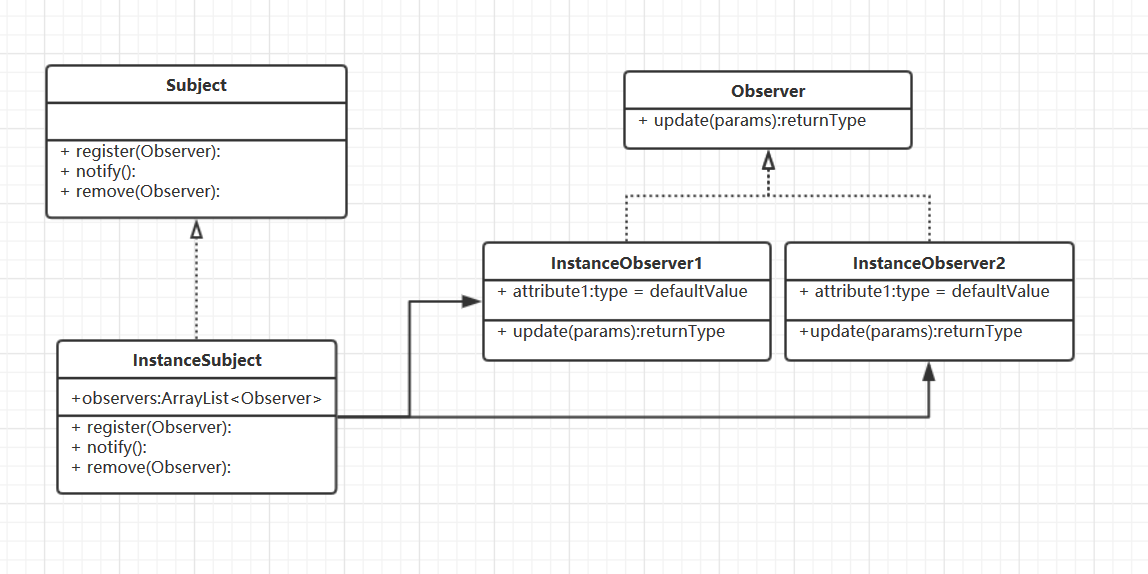 Subject
+ register(Observer):
+ notify():
+ remove(Observer):
Observer
+ update(params):returnType
InstanceObserver1
+ attribute1:type = defaultValue
+ update(params):returnType
InstanceObserver2
+ attribute1:type = defaultValue
+update(params):returnType
InstanceSubject
+observers:ArrayList<Observer>
+ register(Observer):
+ notify():
+ remove(Observer):